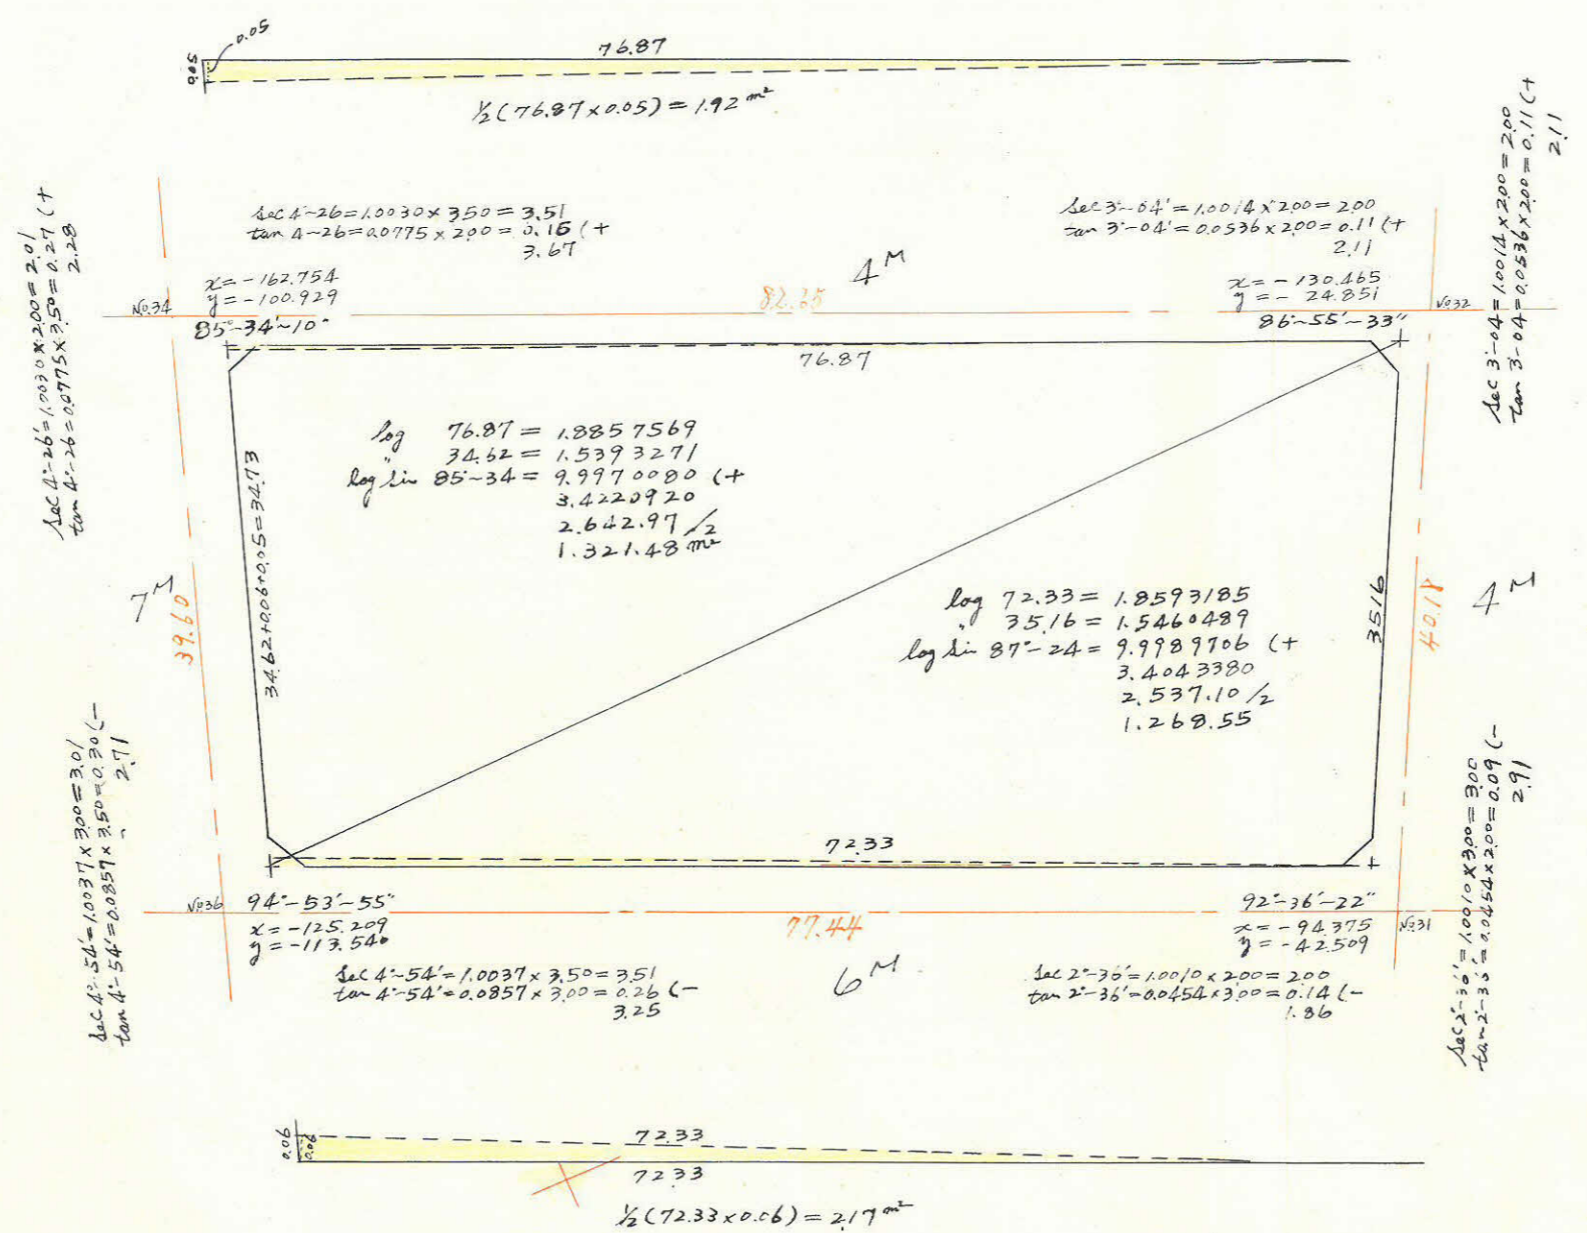 0.05
500
76.87
½(76.87×0.05) = 1.92 m²
sec 4°-26' = 1.0030 × 2.00 = 2.01
tan 4°-26 = 0.0775 × 3.50 = 0.27 (+
2.28
sec 4°-26 = 1.0030 × 3.50 = 3.51
tan 4-26 = 0.0775 × 2.00 = 0.16 (+
3.67
sec 3°-04' = 1.0014 × 2.00 = 2.00
tan 3°-04' = 0.0536 × 2.00 = 0.11 (+
2.11
sec 3°-04 = 1.0014 × 2.00 = 2.00
tan 3°-04 = 0.0536 × 2.00 = 0.11 (+
2.11
x = -162.754
y = -100.929
No.34
85°-34'-10"
4M
82.25
x = -130.465
y = - 24.851
No.32
86-55'-33"
76.87
log 76.87 = 1.8857569
" 34.62 = 1.5393271
log sin 85°-34 = 9.9970080 (+
3.4220920
2.642.97 /2
1.321.48 m²
34.62+0.06+0.05=34.73
7M
39.60
log 72.33 = 1.8593185
" 35.16 = 1.5460489
log sin 87°-24 = 9.9989706 (+
3.4043380
2.537.10 /2
1.268.55
3516
40.18
4M
sec 4°-54' = 1.0037 × 3.00 = 3.01
tan 4°-54' = 0.0857 × 3.50 = 0.30 (-
2.71
72.33
No36
94°-53'-55"
x = -125.209
y = -113.540
77.44
92°-36'-22"
x = -94.375
y = -42.509
No31
sec 4°-54' = 1.0037 × 3.50 = 3.51
tan 4°-54' = 0.0857 × 3.00 = 0.26 (-
3.25
6M
sec 2°-36' = 1.0010 × 2.00 = 2.00
tan 2°-36' = 0.0454 × 3.00 = 0.14 (-
1.86
sec 2°-36' = 1.0010 × 3.00 = 3.00
tan 2°-36' = 0.0454 × 2.00 = 0.09 (-
2.91
0.06
0.06
72.33
72.33
½(72.33×0.06) = 2.17 m²